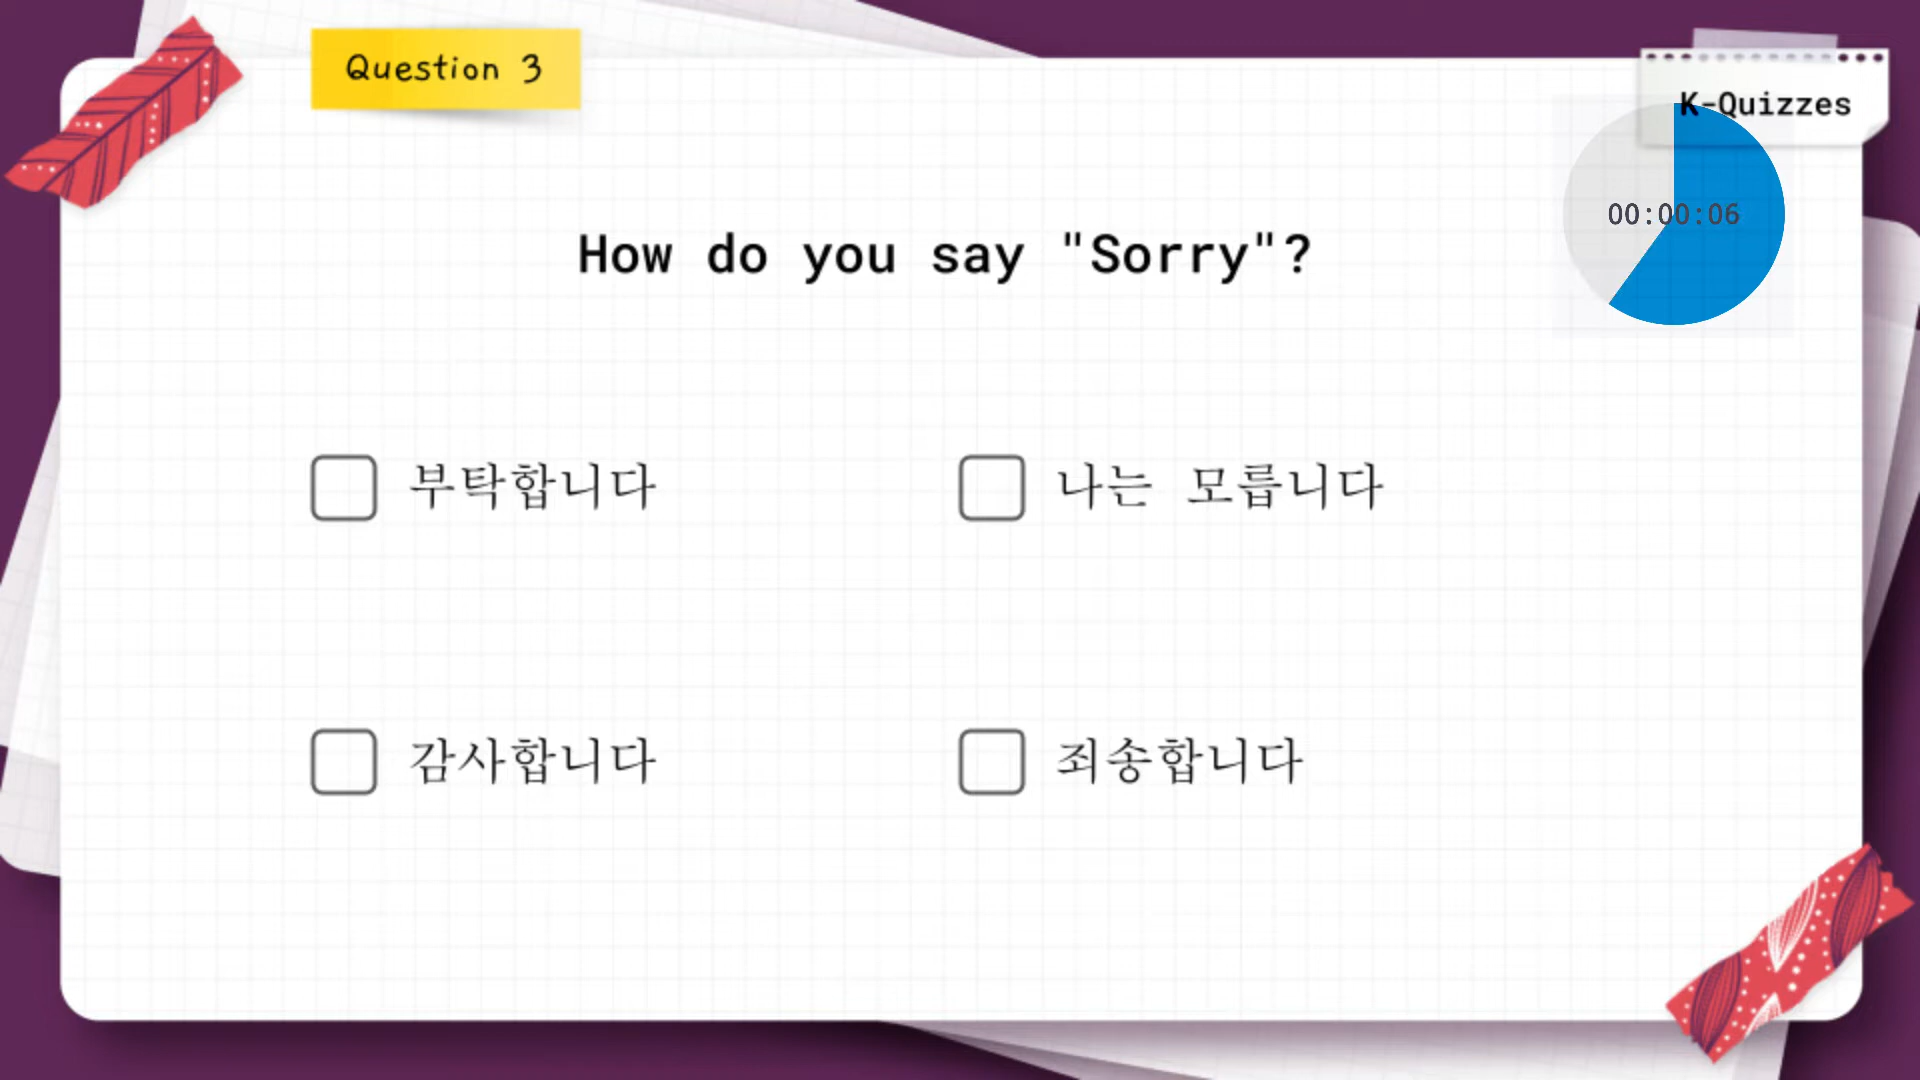 Question 3
K-Quizzes
00:00:06
How do you say "Sorry"?
부탁합니다
나는 모릅니다
감사합니다
죄송합니다